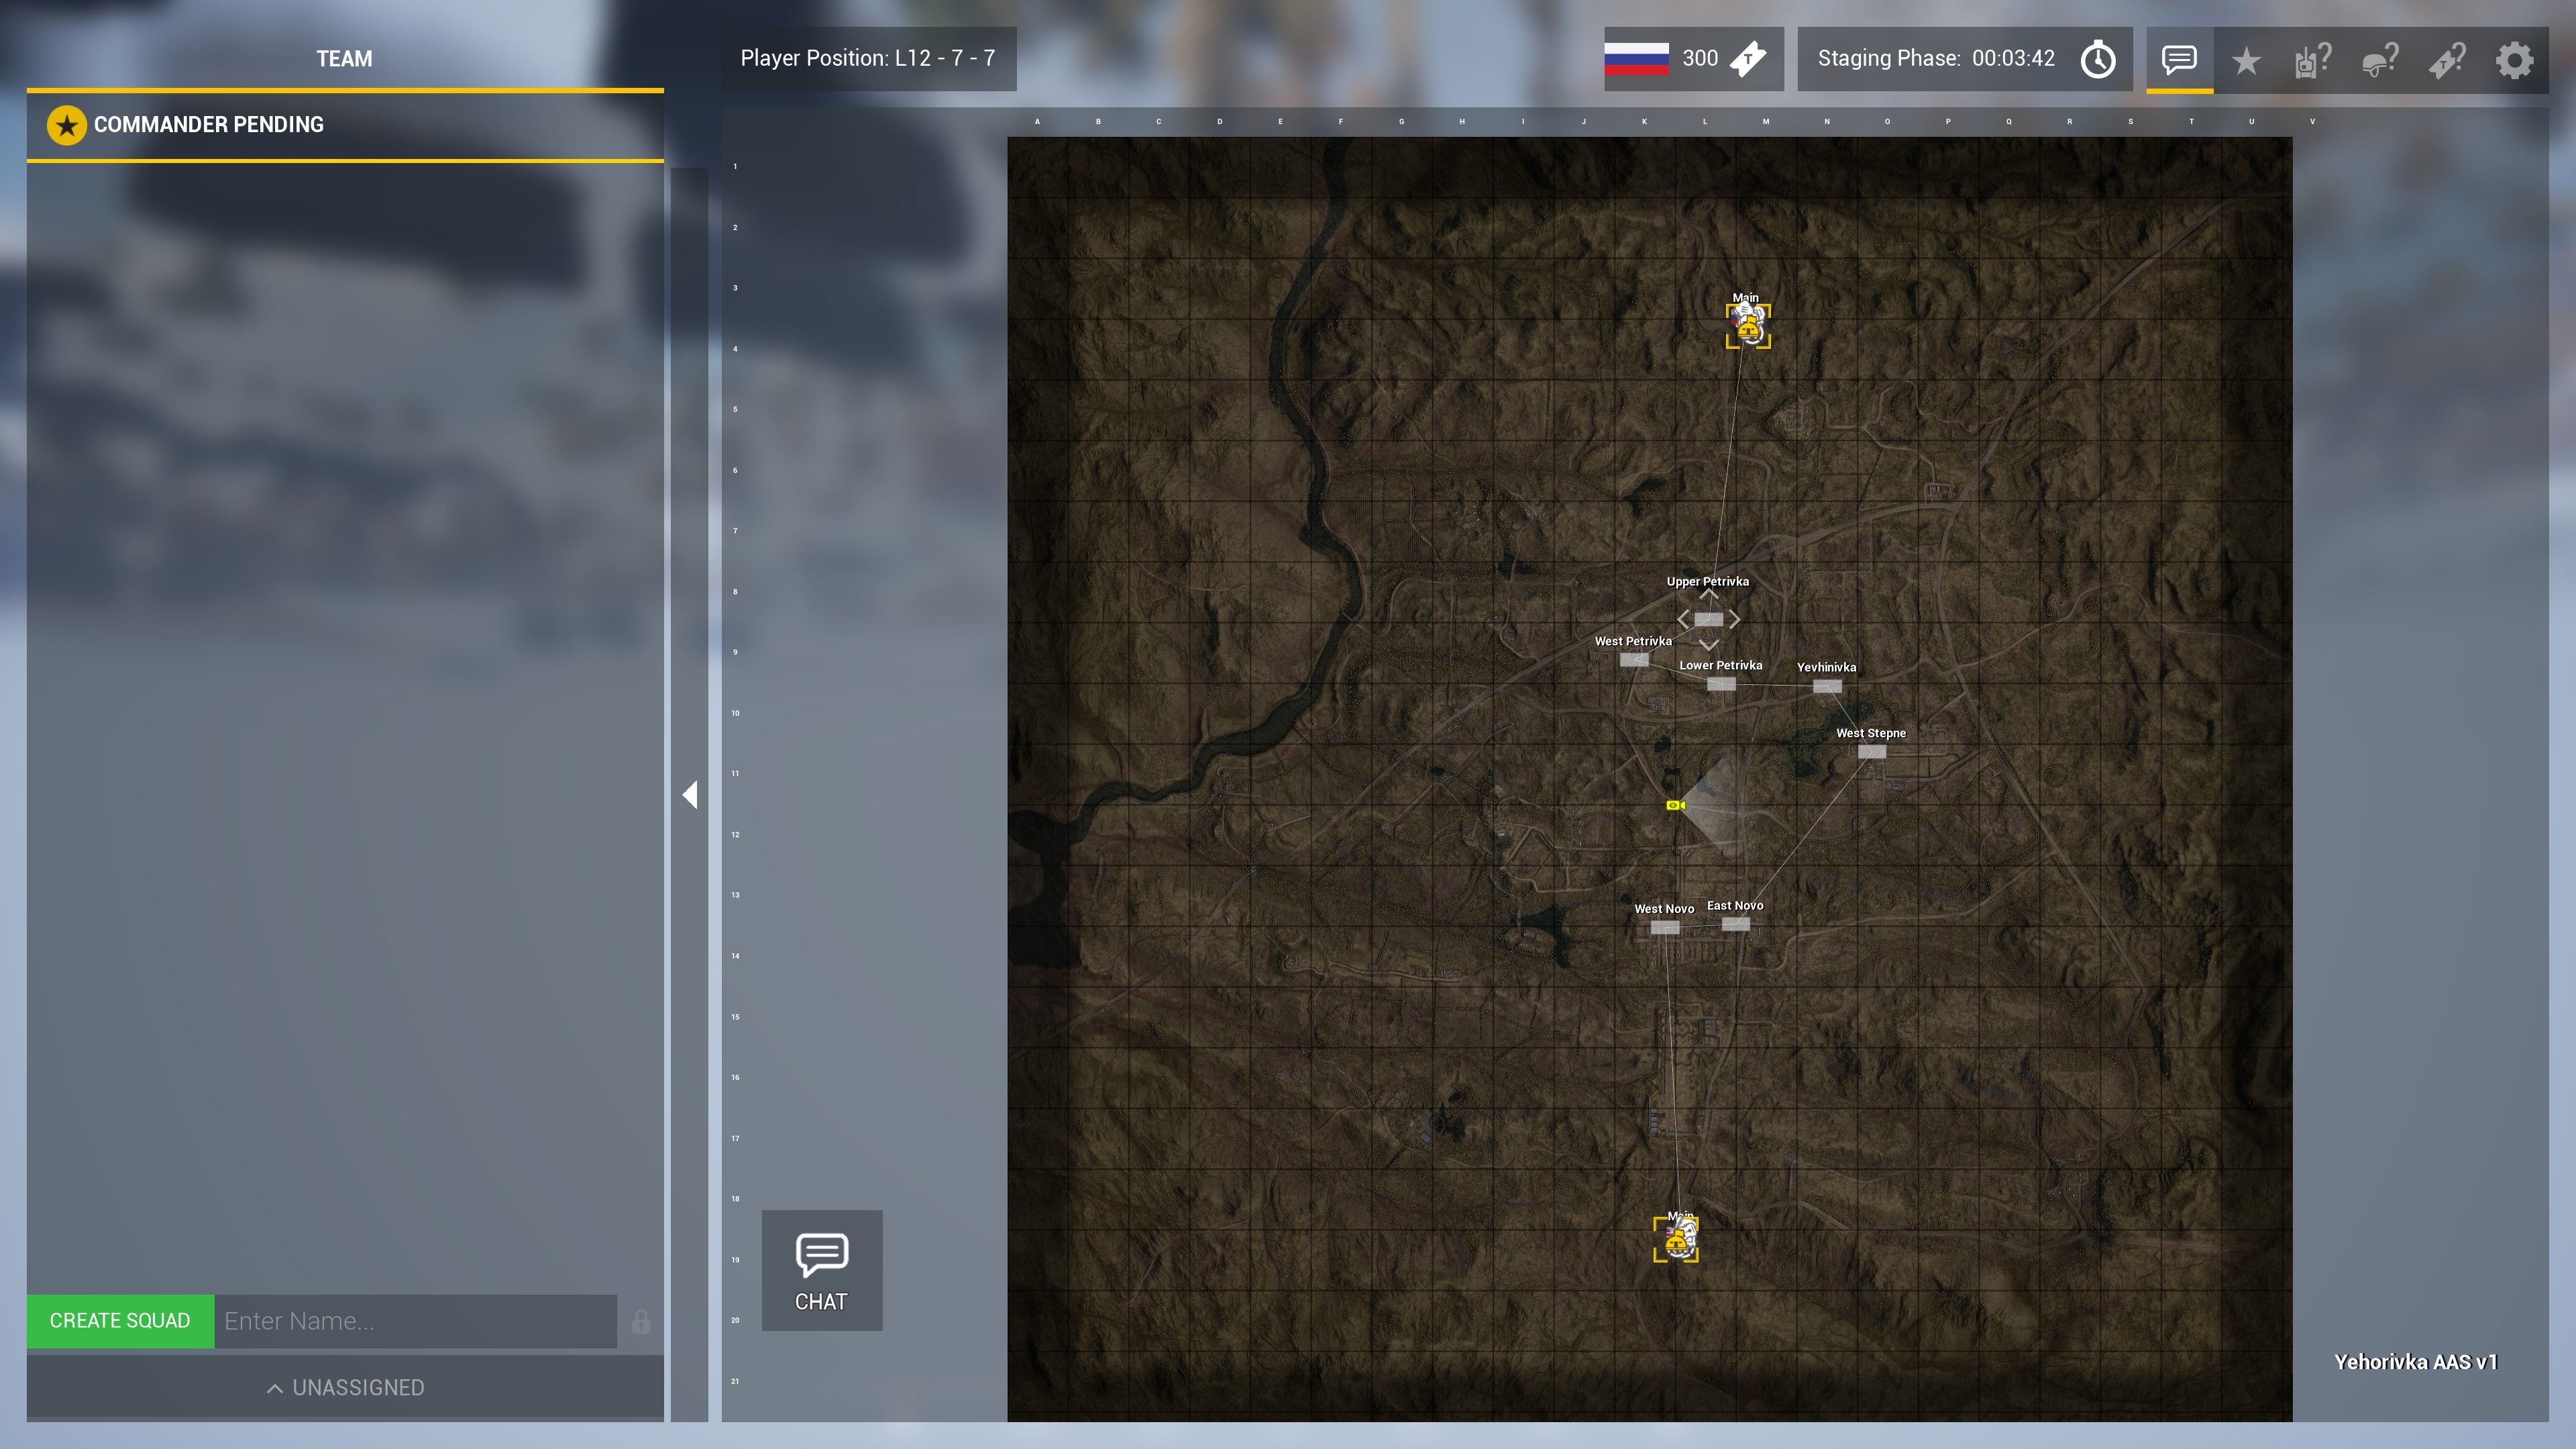 TEAM
Player Position: L12 - 7 - 7
300
Staging Phase: 00:03:42
COMMANDER PENDING
A B C D E F G H I J K L M N O P Q R S T U V
1
2
3
Main
4
5
6
7
8
Upper Petrivka
9
West Petrivka
Lower Petrivka
Yevhinivka
10
West Stepne
11
12
13
West Novo
East Novo
14
15
16
17
18
Main
19
CHAT
20
CREATE SQUAD
Enter Name...
Yehorivka AAS v1
21
UNASSIGNED